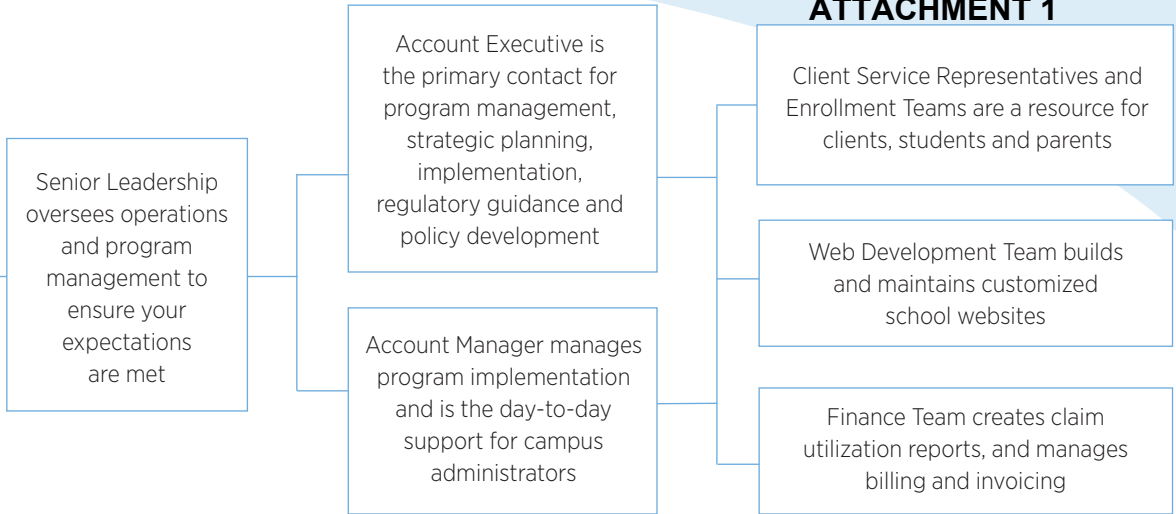 ATTACHMENT 1
Senior Leadership
oversees operations
and program
management to
ensure your
expectations
are met
Account Executive is
the primary contact for
program management,
strategic planning,
implementation,
regulatory guidance and
policy development
Account Manager manages
program implementation
and is the day-to-day
support for campus
administrators
Client Service Representatives and
Enrollment Teams are a resource for
clients, students and parents
Web Development Team builds
and maintains customized
school websites
Finance Team creates claim
utilization reports, and manages
billing and invoicing